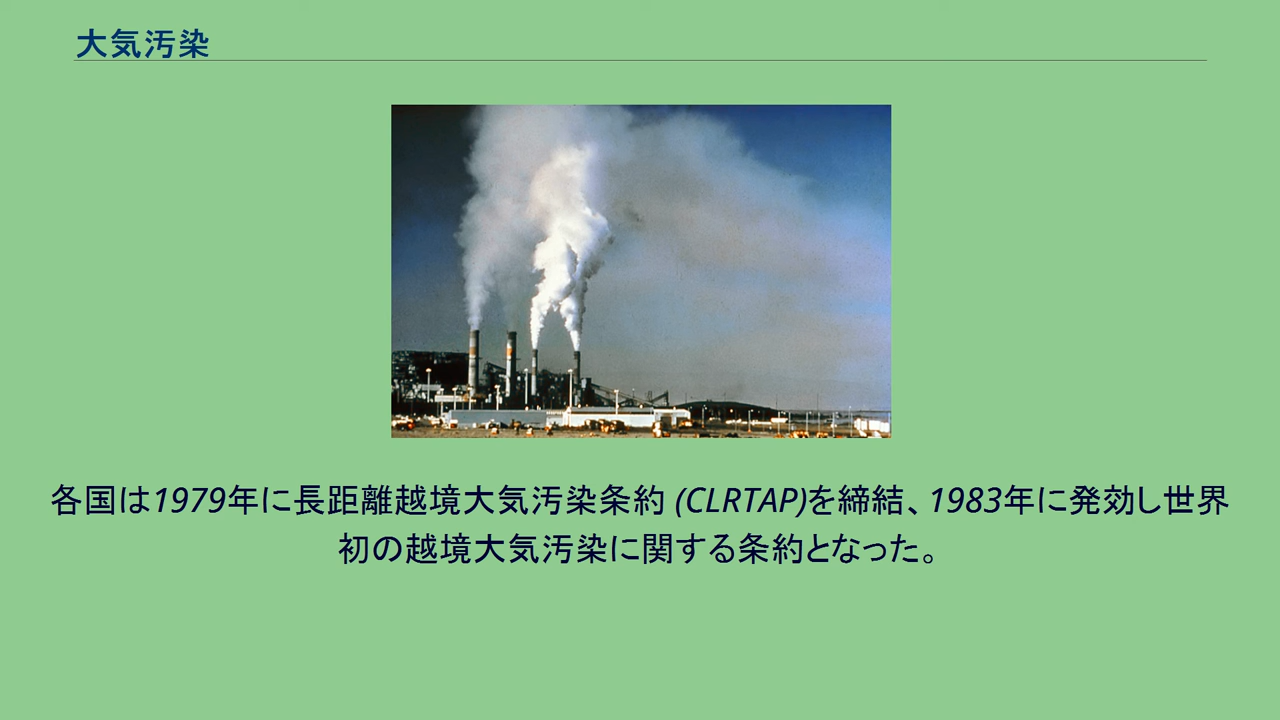 大気汚染
各国は1979年に長距離越境大気汚染条約 (CLRTAP)を締結、1983年に発効し世界
初の越境大気汚染に関する条約となった。